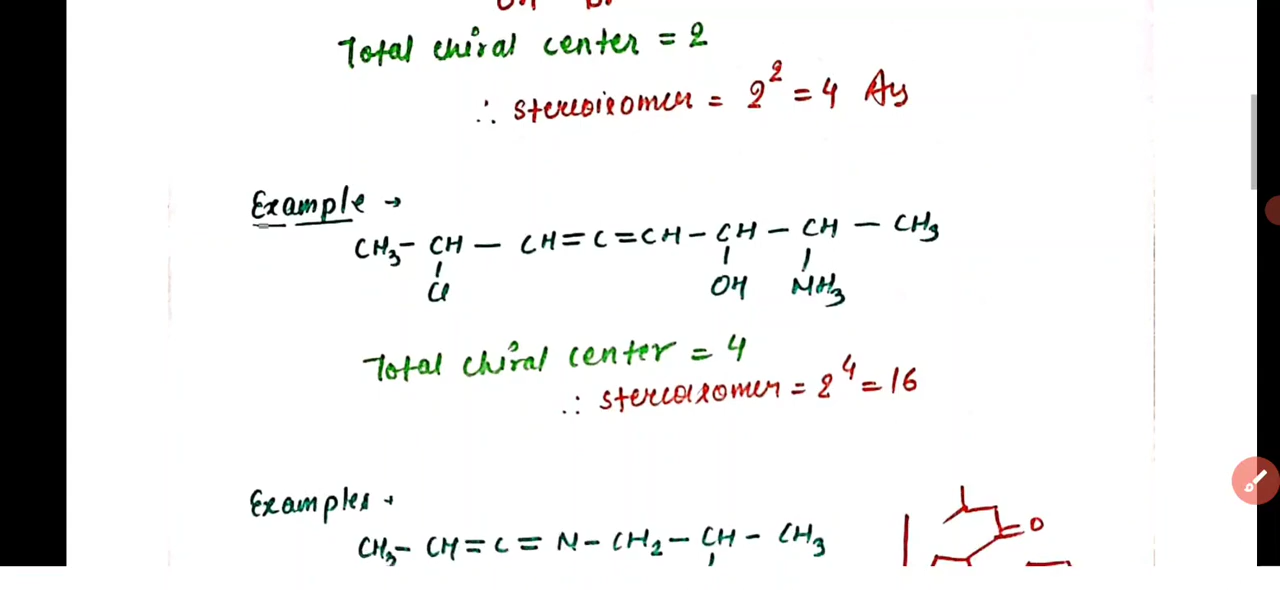 Total chiral center = 2
∴ stereoisomer = 2² = 4 Ans
Example →
CH₃ – CH – CH = C = CH – CH – CH – CH₃
Cl OH NH₃
Total chiral center = 4
∴ stereoisomer = 2⁴ = 16
Examples →
CH₃ – CH = C = N – CH₂ – CH – CH₃
O